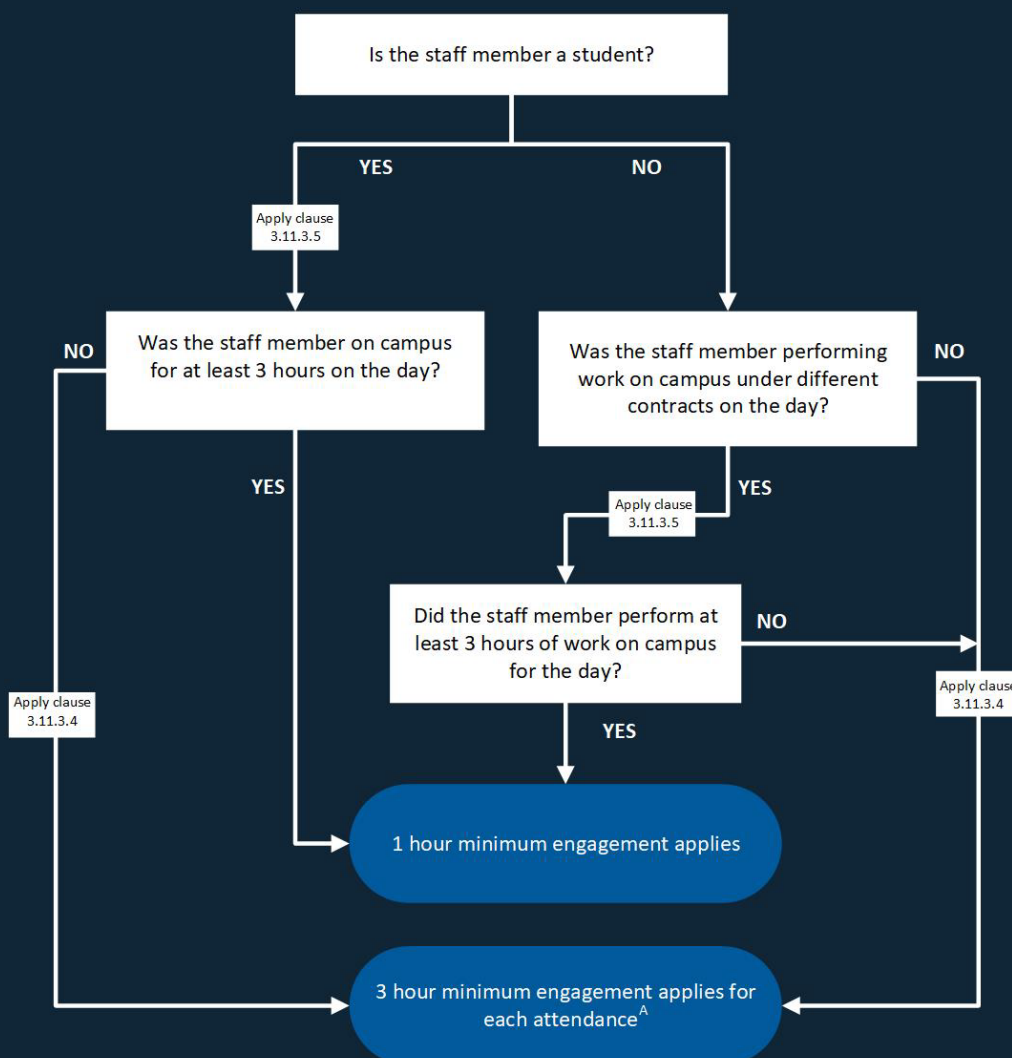 Is the staff member a student?
YES
NO
Apply clause
3.11.3.5
Was the staff member on campus
for at least 3 hours on the day?
NO
Was the staff member performing
work on campus under different
contracts on the day?
NO
YES
YES
Apply clause
3.11.3.5
Did the staff member perform at
least 3 hours of work on campus
for the day?
NO
Apply clause
3.11.3.4
Apply clause
3.11.3.4
YES
1 hour minimum engagement applies
3 hour minimum engagement applies for
each attendance^A